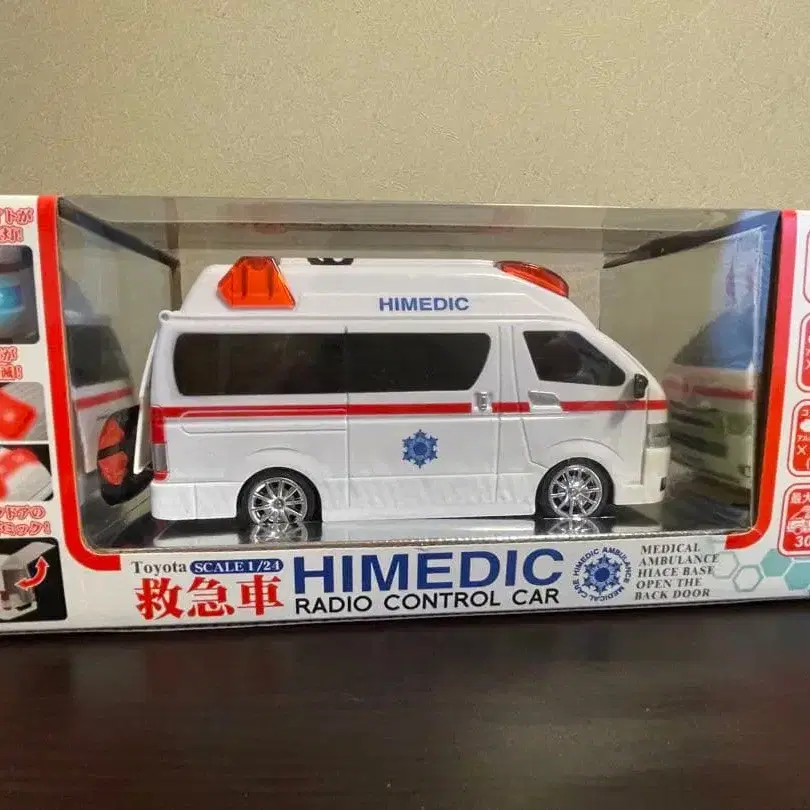 HIMEDIC
Toyota SCALE 1/24
救急車
HIMEDIC
RADIO CONTROL CAR
HIMEDIC AMBULANCE
MEDICAL CARE
MEDICAL
AMBULANCE
HIACE BASE
OPEN THE
BACK DOOR